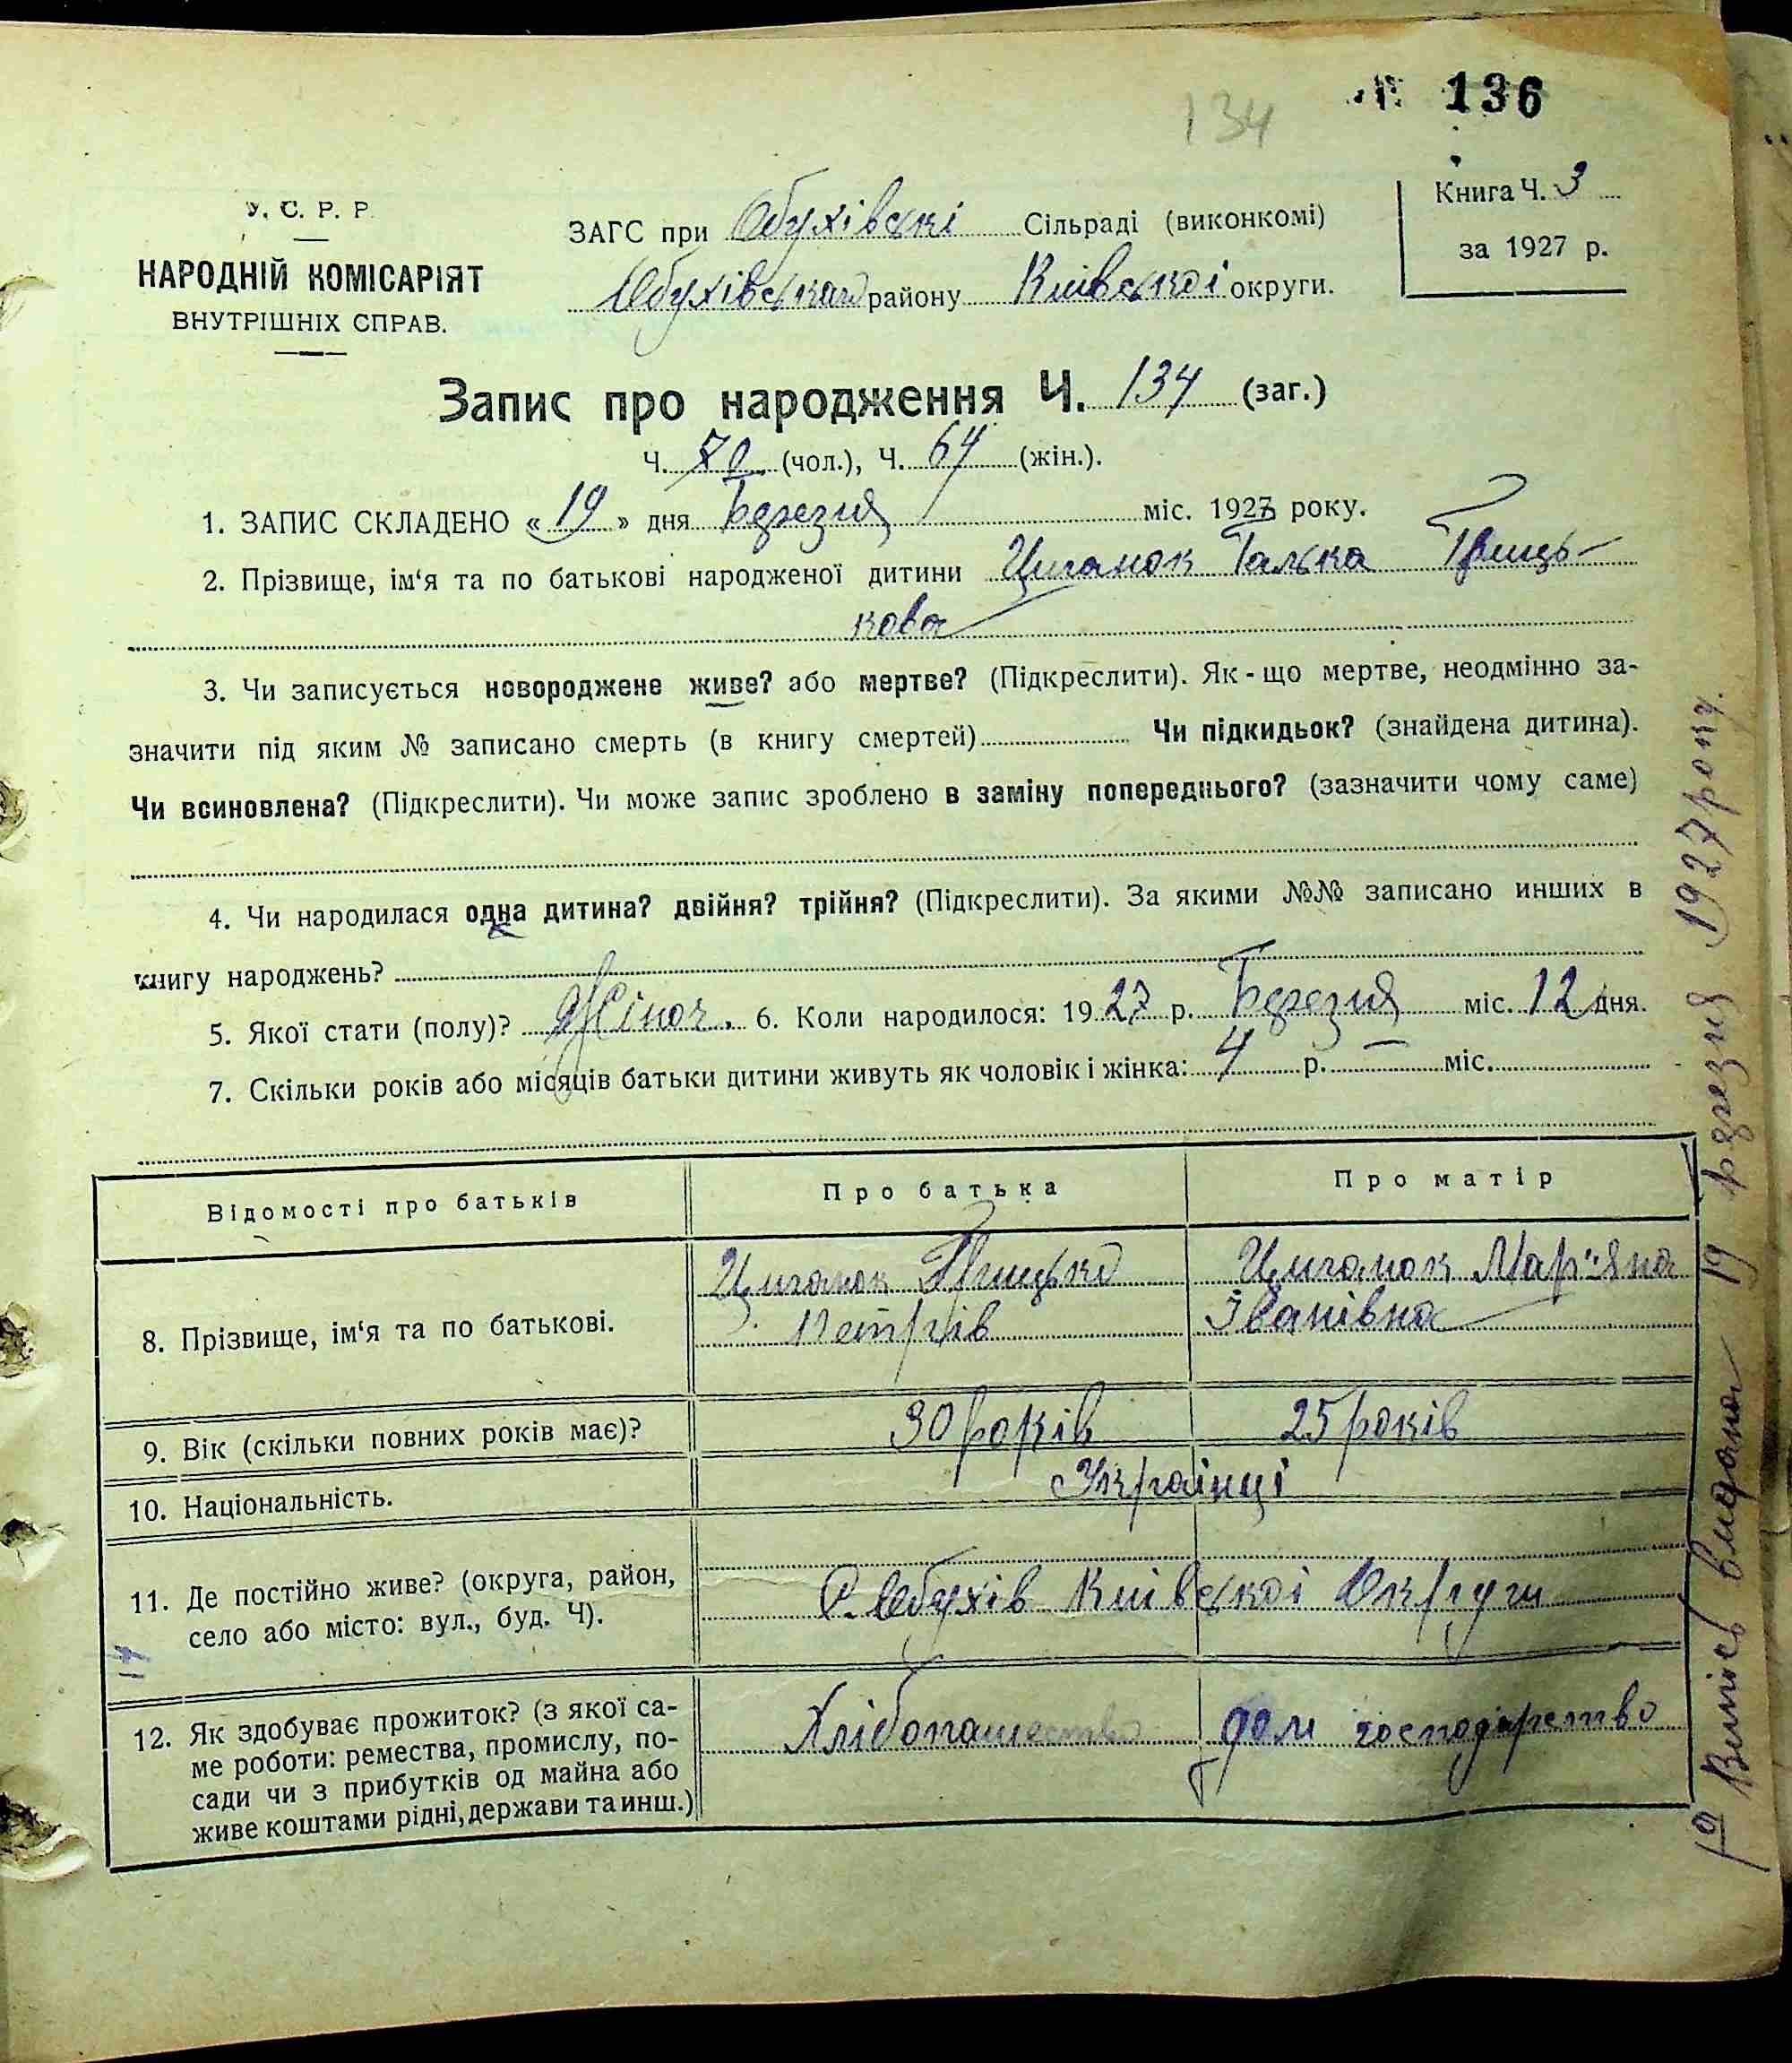 136
134
У. С. Р. Р.
НАРОДНІЙ КОМІСАРІЯТ
ВНУТРІШНІХ СПРАВ.
ЗАГС при Обухівські Сільраді (виконкомі)
Обухівського району Київської округи.
Книга Ч. 3
за 1927 р.
Запис про народження Ч. 134 (заг.)
Ч. 70 (чол.), Ч. 64 (жін.).
1. ЗАПИС СКЛАДЕНО «19» дня Березня міс. 1927 року.
2. Прізвище, ім'я та по батькові народженої дитини Циганок Галька Гриць-
кова
3. Чи записується новороджене живе? або мертве? (Підкреслити). Як-що мертве, неодмінно за-
значити під яким № записано смерть (в книгу смертей) Чи підкидьок? (знайдена дитина).
Чи всиновлена? (Підкреслити). Чи може запис зроблено в заміну попереднього? (зазначити чому саме)
4. Чи народилася одна дитина? двійня? трійня? (Підкреслити). За якими №№ записано инших в
книгу народжень?
5. Якої стати (полу)? Жіноч. 6. Коли народилося: 1927 р. Березня міс. 12 дня.
7. Скільки років або місяців батьки дитини живуть як чоловік і жінка: 4 р. — міс.
Відомості про батьків Про батька Про матір
8. Прізвище, ім'я та по батькові.
Циганок Грицько
Петрів
Циганок Мар'яна
Іванівна
9. Вік (скільки повних років має)? 30 років 25 років
10. Національність. Українці
11. Де постійно живе? (округа, район,
село або місто: вул., буд. Ч).
С. Обухів Київської Округи
14
12. Як здобуває прожиток? (з якої са-
ме роботи: ремества, промислу, по-
сади чи з прибутків од майна або
живе коштами рідні, держави та инш.)
Хлібопашество
дом господарство
Випись видана 19 березня 1927 року.